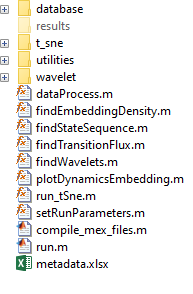 database
results
t_sne
utilities
wavelet
dataProcess.m
findEmbeddingDensity.m
findStateSequence.m
findTransitionFlux.m
findWavelets.m
plotDynamicsEmbedding.m
run_tSne.m
setRunParameters.m
compile_mex_files.m
run.m
metadata.xlsx